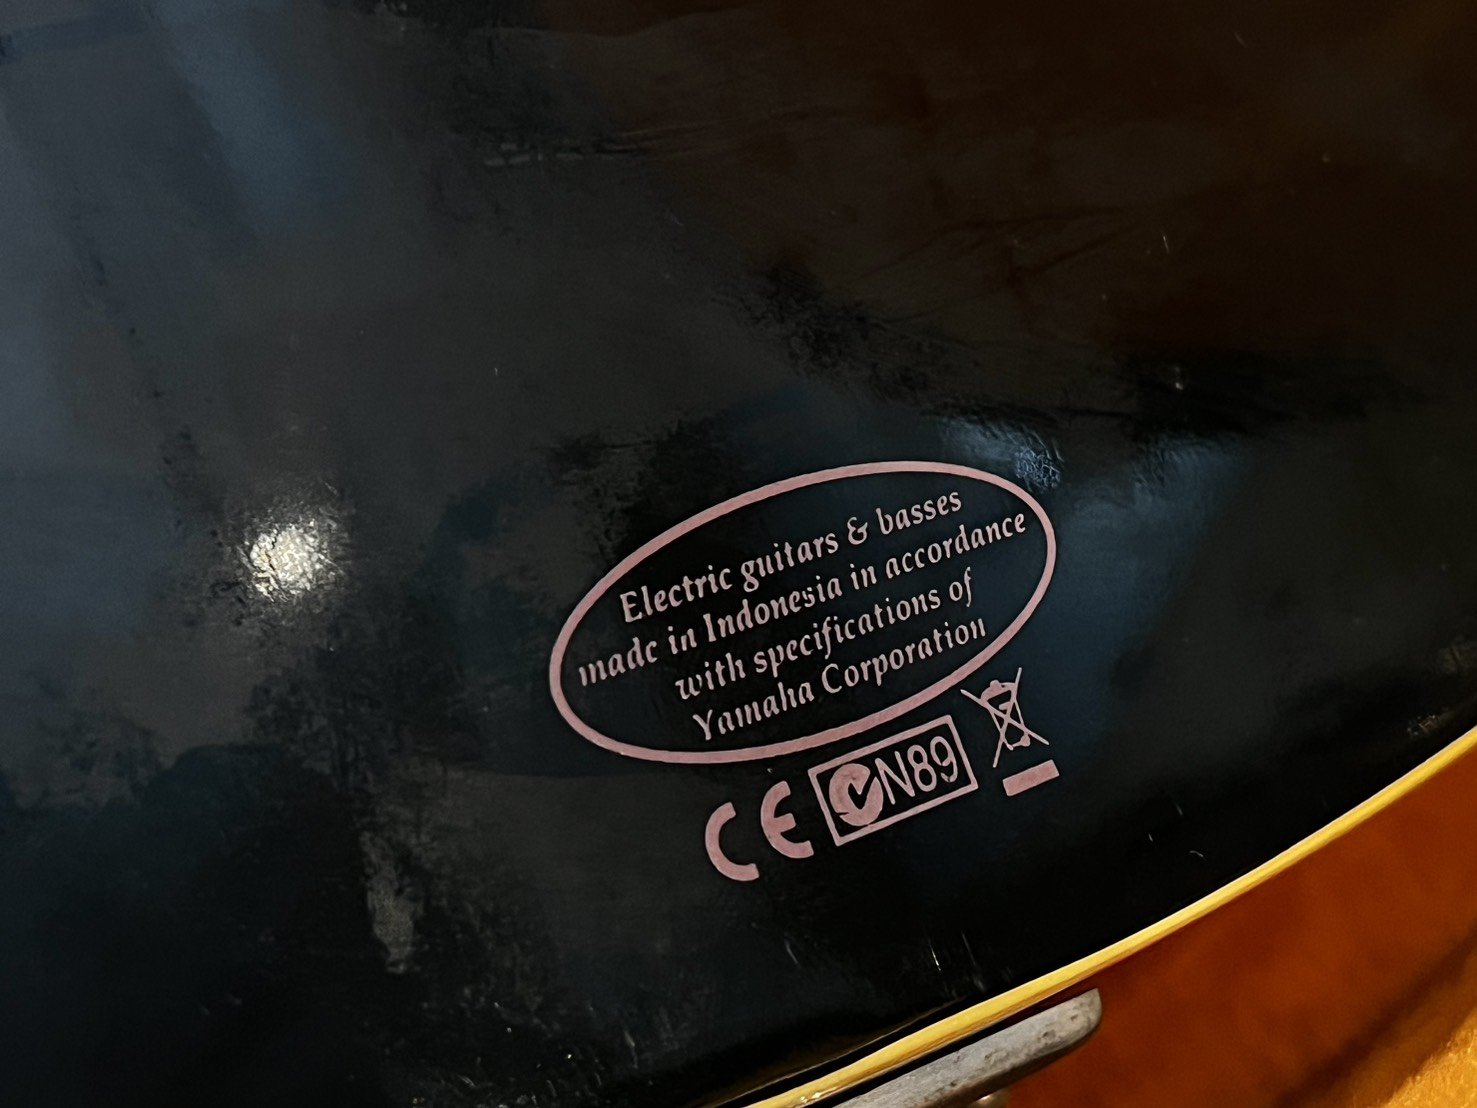 Electric guitars & basses
made in Indonesia in accordance
with specifications of
Yamaha Corporation
CE N89